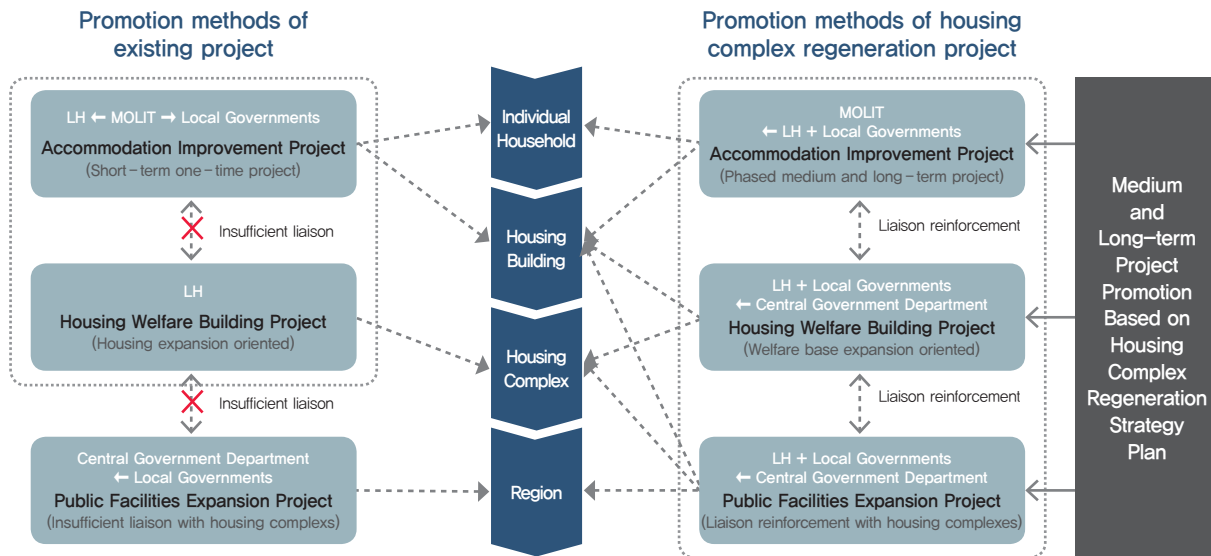 Promotion methods of
existing project
LH ← MOLIT → Local Governments
Accommodation Improvement Project
(Short-term one-time project)
Insufficient liaison
LH
Housing Welfare Building Project
(Housing expansion oriented)
Insufficient liaison
Central Government Department
← Local Governments
Public Facilities Expansion Project
(Insufficient liaison with housing complexs)
Individual
Household
Housing
Building
Housing
Complex
Region
Promotion methods of housing
complex regeneration project
MOLIT
← LH + Local Governments
Accommodation Improvement Project
(Phased medium and long-term project)
Liaison reinforcement
LH + Local Governments
← Central Government Department
Housing Welfare Building Project
(Welfare base expansion oriented)
Liaison reinforcement
LH + Local Governments
← Central Government Department
Public Facilities Expansion Project
(Liaison reinforcement with housing complexes)
Medium
and
Long-term
Project
Promotion
Based on
Housing
Complex
Regeneration
Strategy
Plan